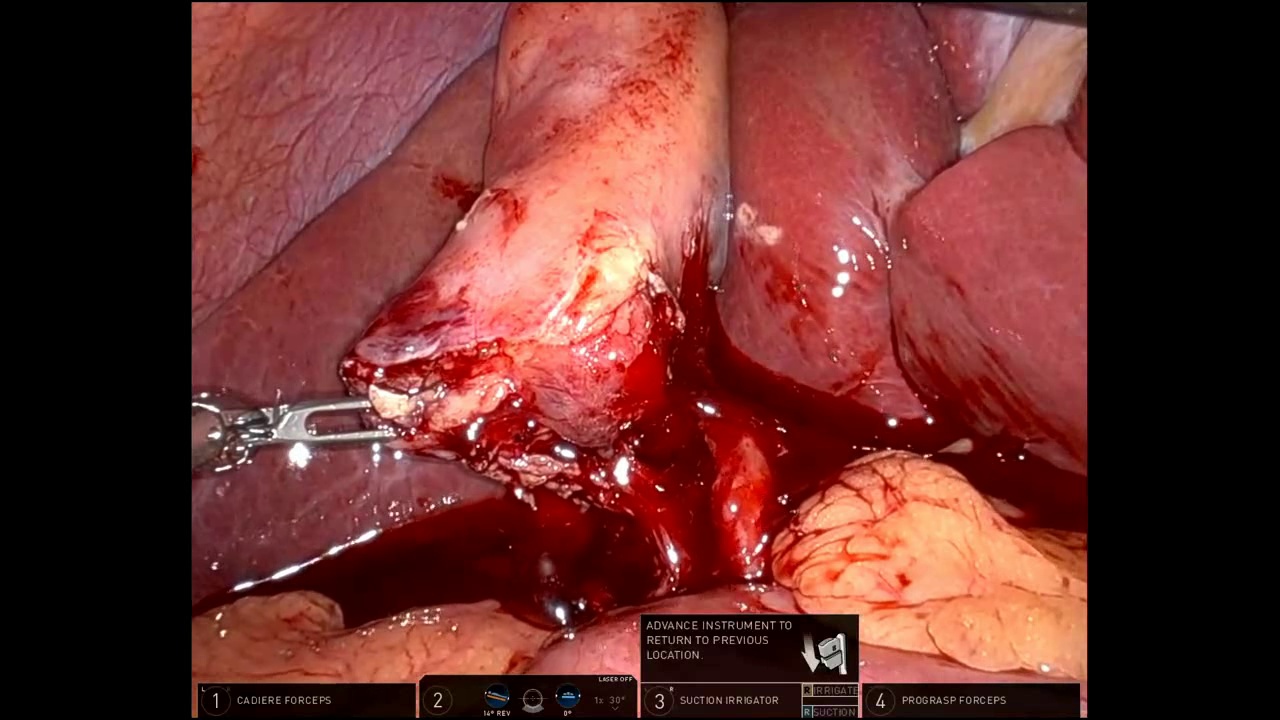 ADVANCE INSTRUMENT TO
RETURN TO PREVIOUS
LOCATION.
LASER OFF
1 CADIERE FORCEPS
2
14° REV
0°
1x 30°
3 SUCTION IRRIGATOR
R IRRIGATE
R SUCTION
4 PROGRASP FORCEPS
L
R